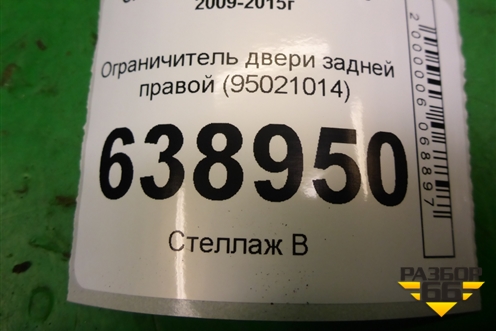 2009-2015г
Ограничитель двери задней
правой (95021014)
638950
Стеллаж В
2000006068897
РАЗБОР
66